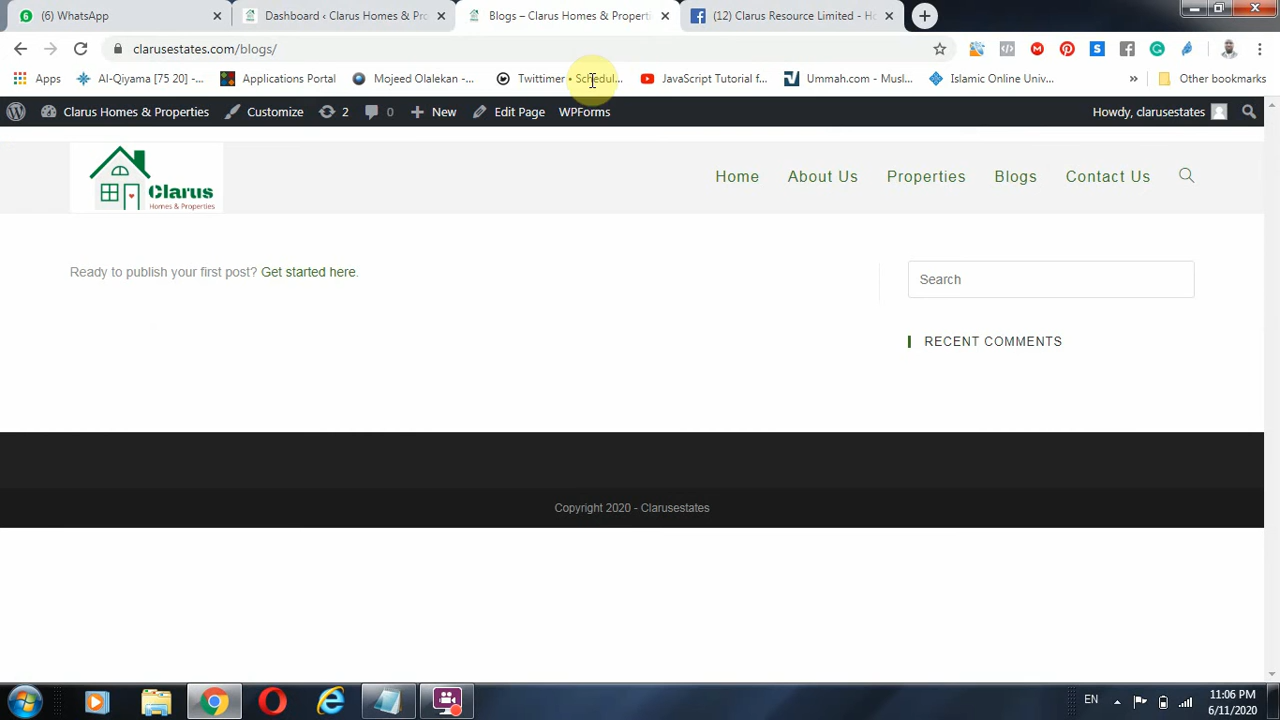 6
(6) WhatsApp
Dashboard ‹ Clarus Homes & Pro
Blogs – Clarus Homes & Propert
(12) Clarus Resource Limited - Ho
clarusestates.com/blogs/
Apps
Al-Qiyama [75 20] -...
Applications Portal
Mojeed Olalekan -...
Twittimer • Schedul...
JavaScript Tutorial f...
Ummah.com - Musl...
Islamic Online Univ...
»
Other bookmarks
Clarus Homes & Properties
Customize
2
0
New
Edit Page
WPForms
Howdy, clarusestates
Clarus
Homes & Properties
Home
About Us
Properties
Blogs
Contact Us
Ready to publish your first post? Get started here.
Search
RECENT COMMENTS
Copyright 2020 - Clarusestates
EN
11:06 PM
6/11/2020